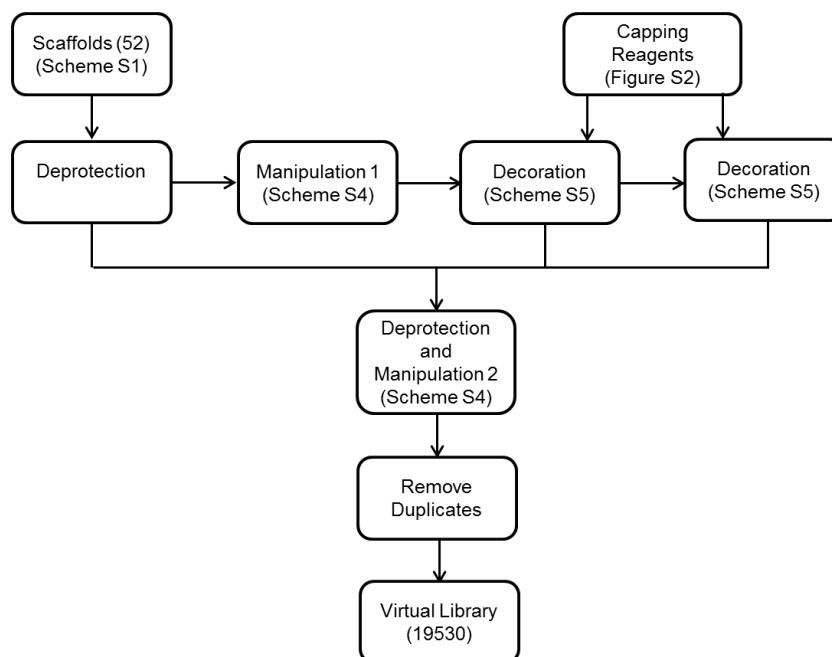 Scaffolds (52)
(Scheme S1)
Capping
Reagents
(Figure S2)
Deprotection
Manipulation 1
(Scheme S4)
Decoration
(Scheme S5)
Decoration
(Scheme S5)
Deprotection
and
Manipulation 2
(Scheme S4)
Remove
Duplicates
Virtual Library
(19530)